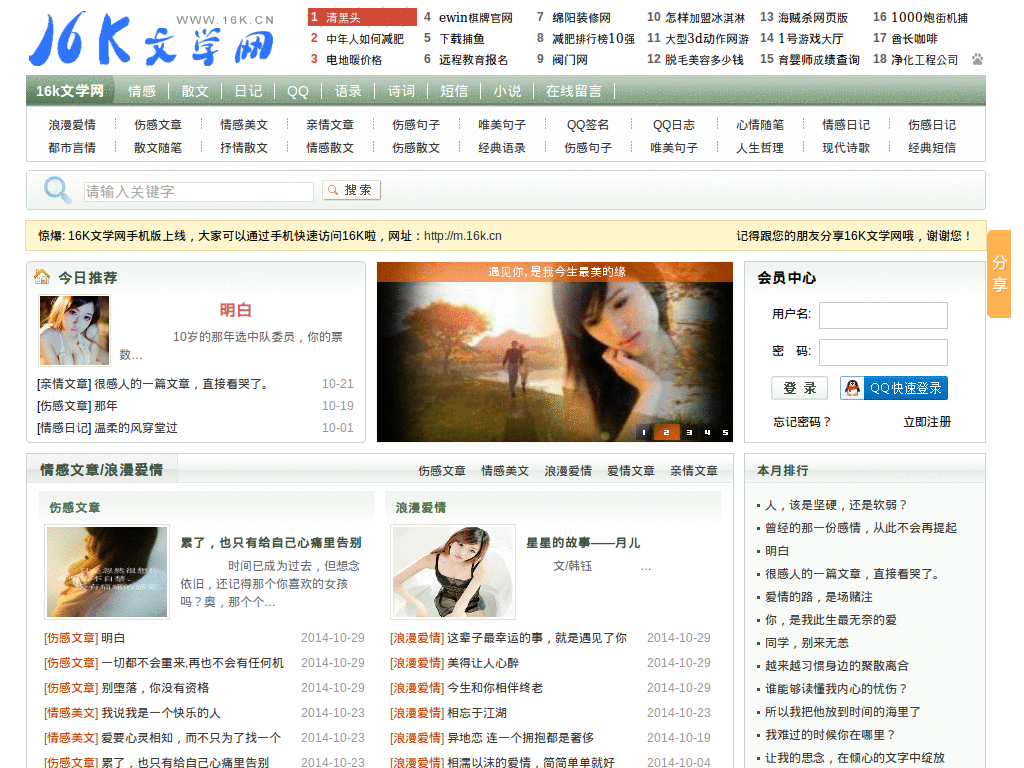 16K文学网 WWW.16K.CN
1 清黑头 4 ewin棋牌官网 7 绵阳装修网 10 怎样加盟冰淇淋 13 海贼杀网页版 16 1000炮街机捕
2 中年人如何减肥 5 下载捕鱼 8 减肥排行榜10强 11 大型3d动作网游 14 1号游戏大厅 17 酋长咖啡
3 电地暖价格 6 远程教育报名 9 阀门网 12 脱毛美容多少钱 15 育婴师成绩查询 18 净化工程公司
16k文学网 情感 散文 日记 QQ 语录 诗词 短信 小说 在线留言
浪漫爱情 伤感文章 情感美文 亲情文章 伤感句子 唯美句子 QQ签名 QQ日志 心情随笔 情感日记 伤感日记
都市言情 散文随笔 抒情散文 情感散文 伤感散文 经典语录 伤感句子 唯美句子 人生哲理 现代诗歌 经典短信
请输入关键字 搜 索
惊爆: 16K文学网手机版上线，大家可以通过手机快速访问16K啦，网址：http://m.16k.cn 记得跟您的朋友分享16K文学网哦，谢谢您！
分享
今日推荐
明白
10岁的那年选中队委员，你的票
数...
[亲情文章] 很感人的一篇文章，直接看哭了。 10-21
[伤感文章] 那年 10-19
[情感日记] 温柔的风穿堂过 10-01
遇见你,是我今生最美的缘
1 2 3 4 5
会员中心
用户名:
密 码:
登 录 QQ快速登录
忘记密码？ 立即注册
情感文章/浪漫爱情 伤感文章 情感美文 浪漫爱情 爱情文章 亲情文章
伤感文章
累了，也只有给自己心痛里告别
时间已成为过去，但想念
依旧，还记得那个你喜欢的女孩
吗？奥，那个个...
[伤感文章] 明白 2014-10-29
[伤感文章] 一切都不会重来,再也不会有任何机 2014-10-29
[伤感文章] 别堕落，你没有资格 2014-10-29
[情感美文] 我说我是一个快乐的人 2014-10-23
[情感美文] 爱要心灵相知，而不只为了找一个 2014-10-23
[伤感文章] 累了，也只有给自己心痛里告别 2014-10-23
浪漫爱情
星星的故事——月儿
文/韩钰 ...
[浪漫爱情] 这辈子最幸运的事，就是遇见了你 2014-10-29
[浪漫爱情] 美得让人心醉 2014-10-29
[浪漫爱情] 今生和你相伴终老 2014-10-29
[浪漫爱情] 相忘于江湖 2014-10-23
[浪漫爱情] 异地恋 连一个拥抱都是奢侈 2014-10-19
[浪漫爱情] 相濡以沫的爱情，简简单单就好 2014-10-04
本月排行
人，该是坚硬，还是软弱？
曾经的那一份感情，从此不会再提起
明白
很感人的一篇文章，直接看哭了。
爱情的路，是场赌注
你，是我此生最无奈的爱
同学，别来无恙
越来越习惯身边的聚散离合
谁能够读懂我内心的忧伤？
所以我把他放到时间的海里了
我难过的时候你在哪里？
让我的思念，在倾心的文字中绽放